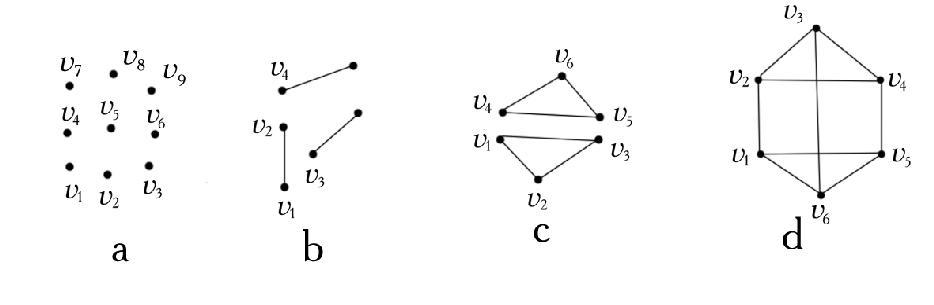 v₇ v₈ v₉
v₄ v₅ v₆
v₁ v₂ v₃
a
v₄
v₂
v₃
v₁
b
v₆
v₄ v₅
v₁ v₃
v₂
c
v₃
v₂ v₄
v₁ v₅
v₆
d